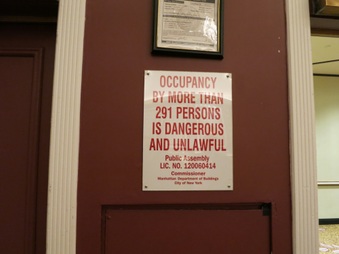 OCCUPANCY
BY MORE THAN
291 PERSONS
IS DANGEROUS
AND UNLAWFUL
Public Assembly
LIC. NO. 120060414
Commissioner
Manhattan Department of Buildings
City of New York